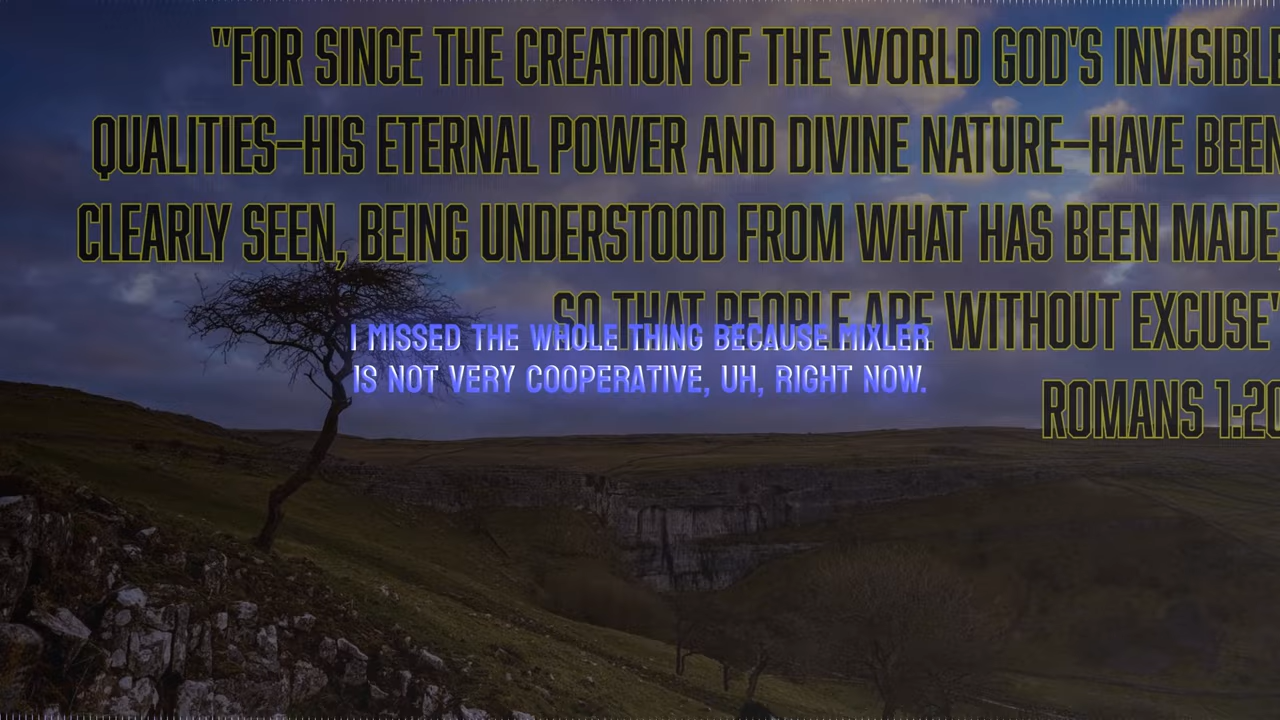 "FOR SINCE THE CREATION OF THE WORLD GOD'S INVISIBLE
QUALITIES–HIS ETERNAL POWER AND DIVINE NATURE–HAVE BEEN
CLEARLY SEEN, BEING UNDERSTOOD FROM WHAT HAS BEEN MADE,
SO THAT PEOPLE ARE WITHOUT EXCUSE"
ROMANS 1:20
I MISSED THE WHOLE THING BECAUSE MIXLER
IS NOT VERY COOPERATIVE, UH, RIGHT NOW.